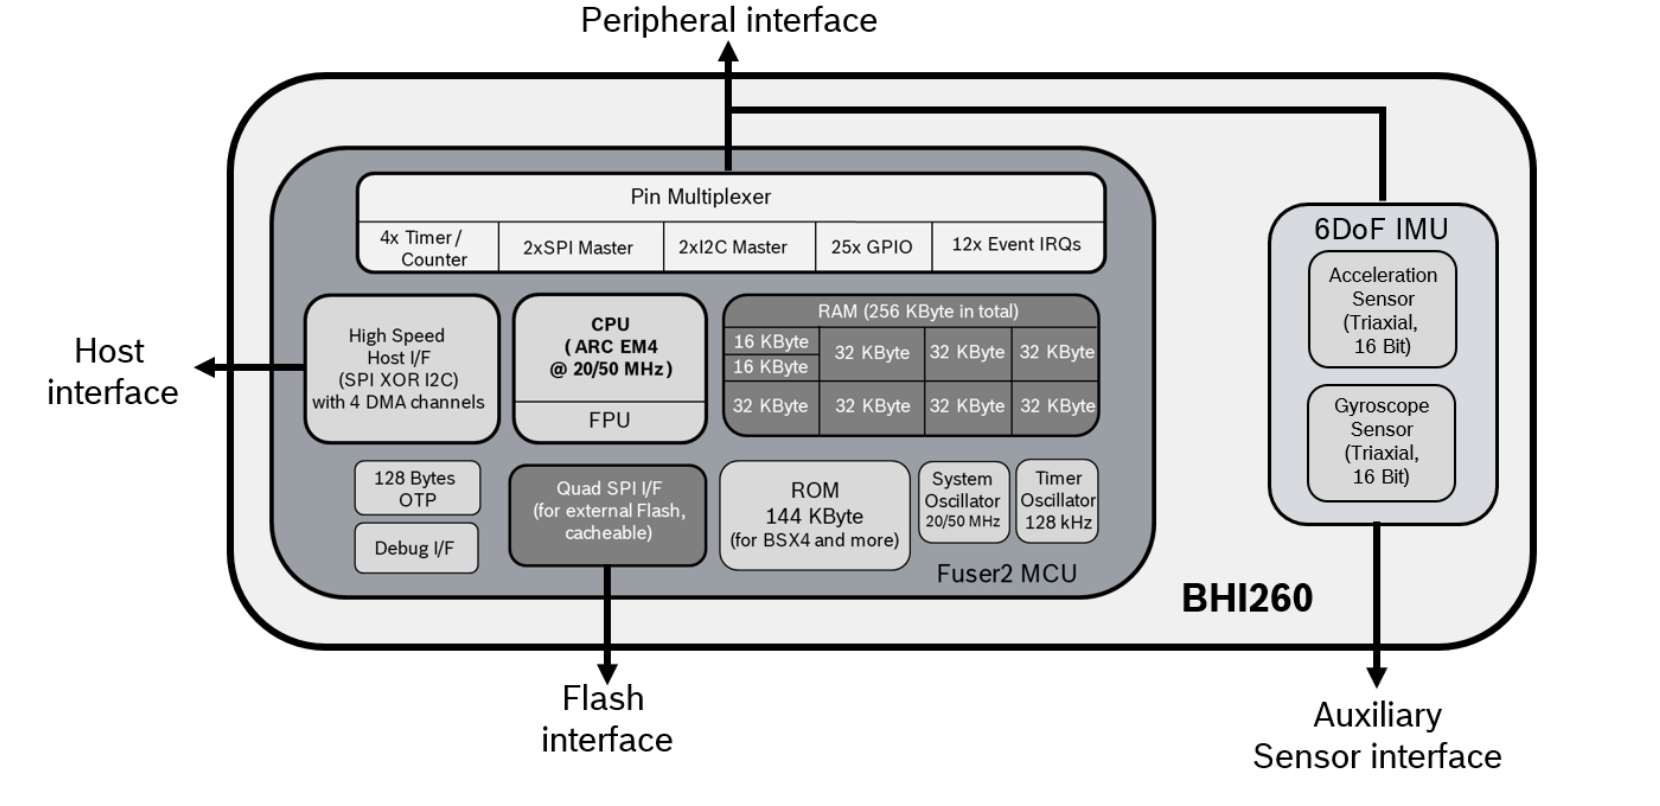 Peripheral interface
Pin Multiplexer
4x Timer/
Counter
2xSPI Master
2xI2C Master
25x GPIO
12x Event IRQs
6DoF IMU
Acceleration
Sensor
(Triaxial,
16 Bit)
Gyroscope
Sensor
(Triaxial,
16 Bit)
Host
interface
High Speed
Host I/F
(SPI XOR I2C)
with 4 DMA channels
CPU
( ARC EM4
@ 20/50 MHz)
FPU
RAM (256 KByte in total)
16 KByte
16 KByte
32 KByte
32 KByte
32 KByte
32 KByte
32 KByte
32 KByte
32 KByte
128 Bytes
OTP
Debug I/F
Quad SPI I/F
(for external Flash,
cacheable)
ROM
144 KByte
(for BSX4 and more)
System
Oscillator
20/50 MHz
Timer
Oscillator
128 kHz
Fuser2 MCU
BHI260
Flash
interface
Auxiliary
Sensor interface